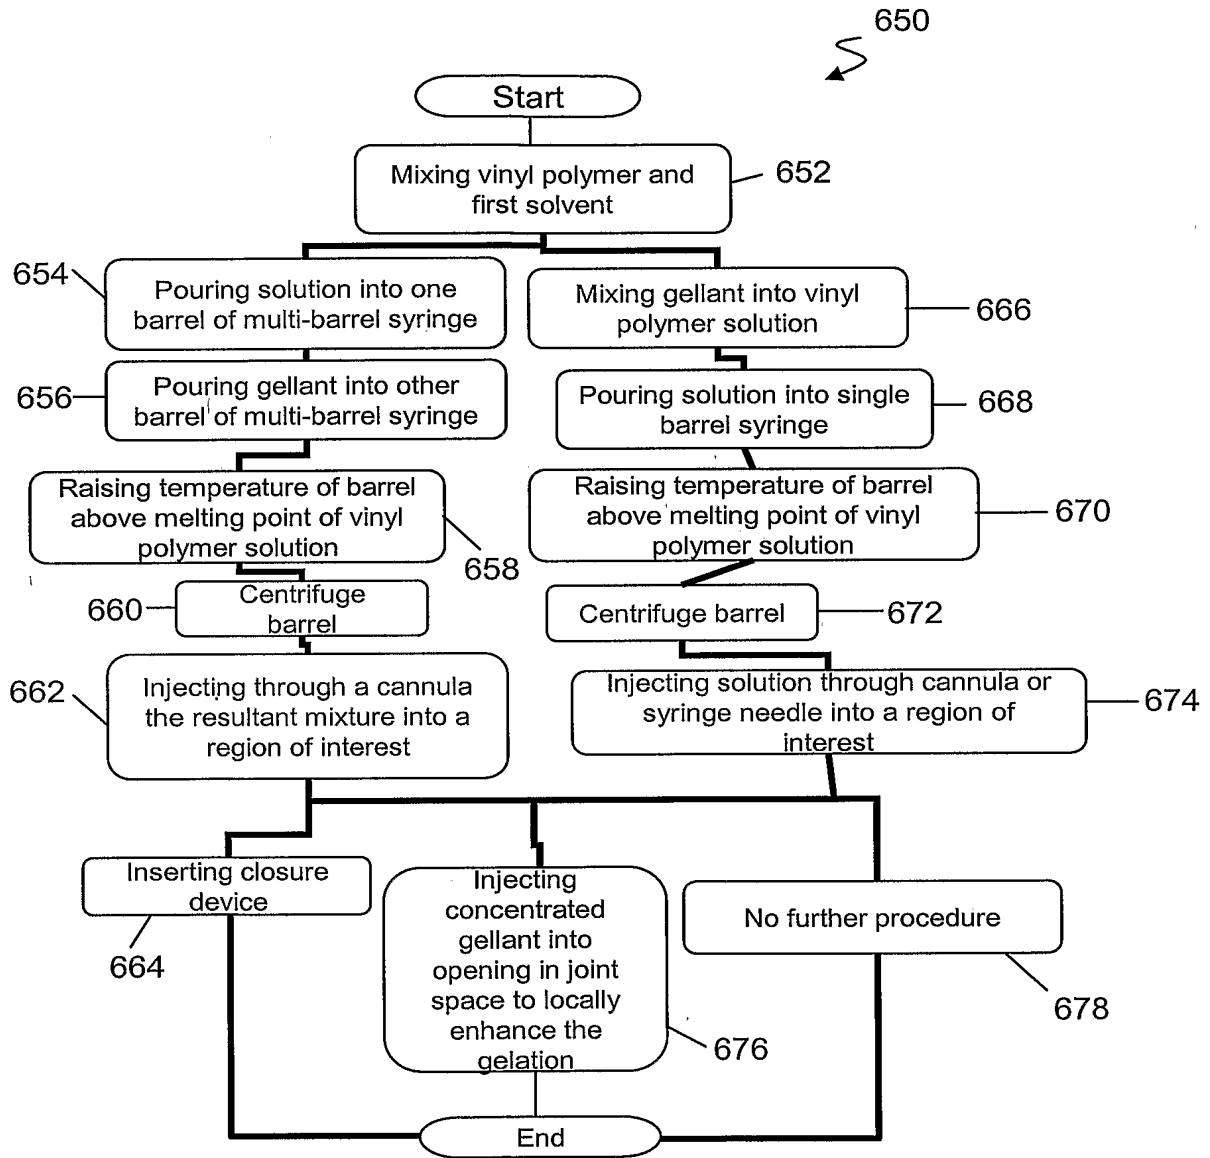 650
Start
Mixing vinyl polymer and
first solvent
652
654
Pouring solution into one
barrel of multi-barrel syringe
Mixing gellant into vinyl
polymer solution
666
656
Pouring gellant into other
barrel of multi-barrel syringe
Pouring solution into single
barrel syringe
668
Raising temperature of barrel
above melting point of vinyl
polymer solution
658
Raising temperature of barrel
above melting point of vinyl
polymer solution
670
660
Centrifuge
barrel
Centrifuge barrel
672
662
Injecting through a cannula
the resultant mixture into a
region of interest
Injecting solution through cannula or
syringe needle into a region of
interest
674
Inserting closure
device
664
Injecting
concentrated
gellant into
opening in joint
space to locally
enhance the
gelation
676
No further procedure
678
End